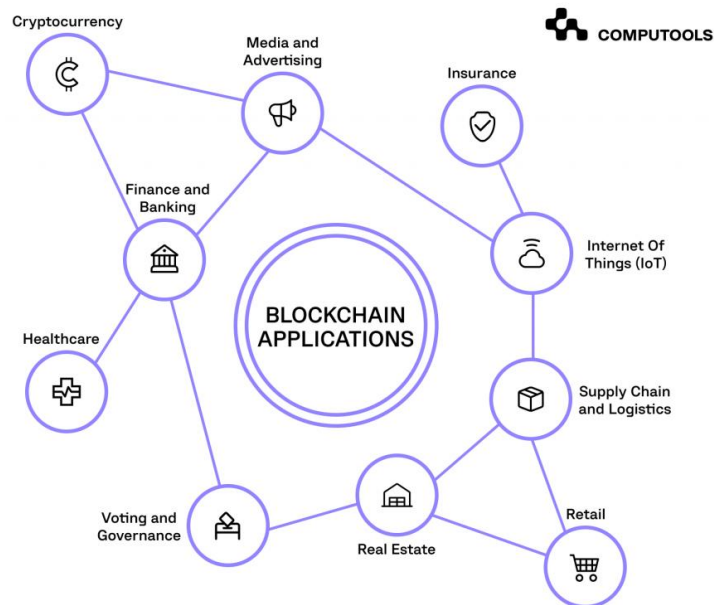 Cryptocurrency
COMPUTOOLS
Media and
Advertising
Insurance
Finance and
Banking
Internet Of
Things (IoT)
BLOCKCHAIN
APPLICATIONS
Healthcare
Supply Chain
and Logistics
Voting and
Governance
Real Estate
Retail